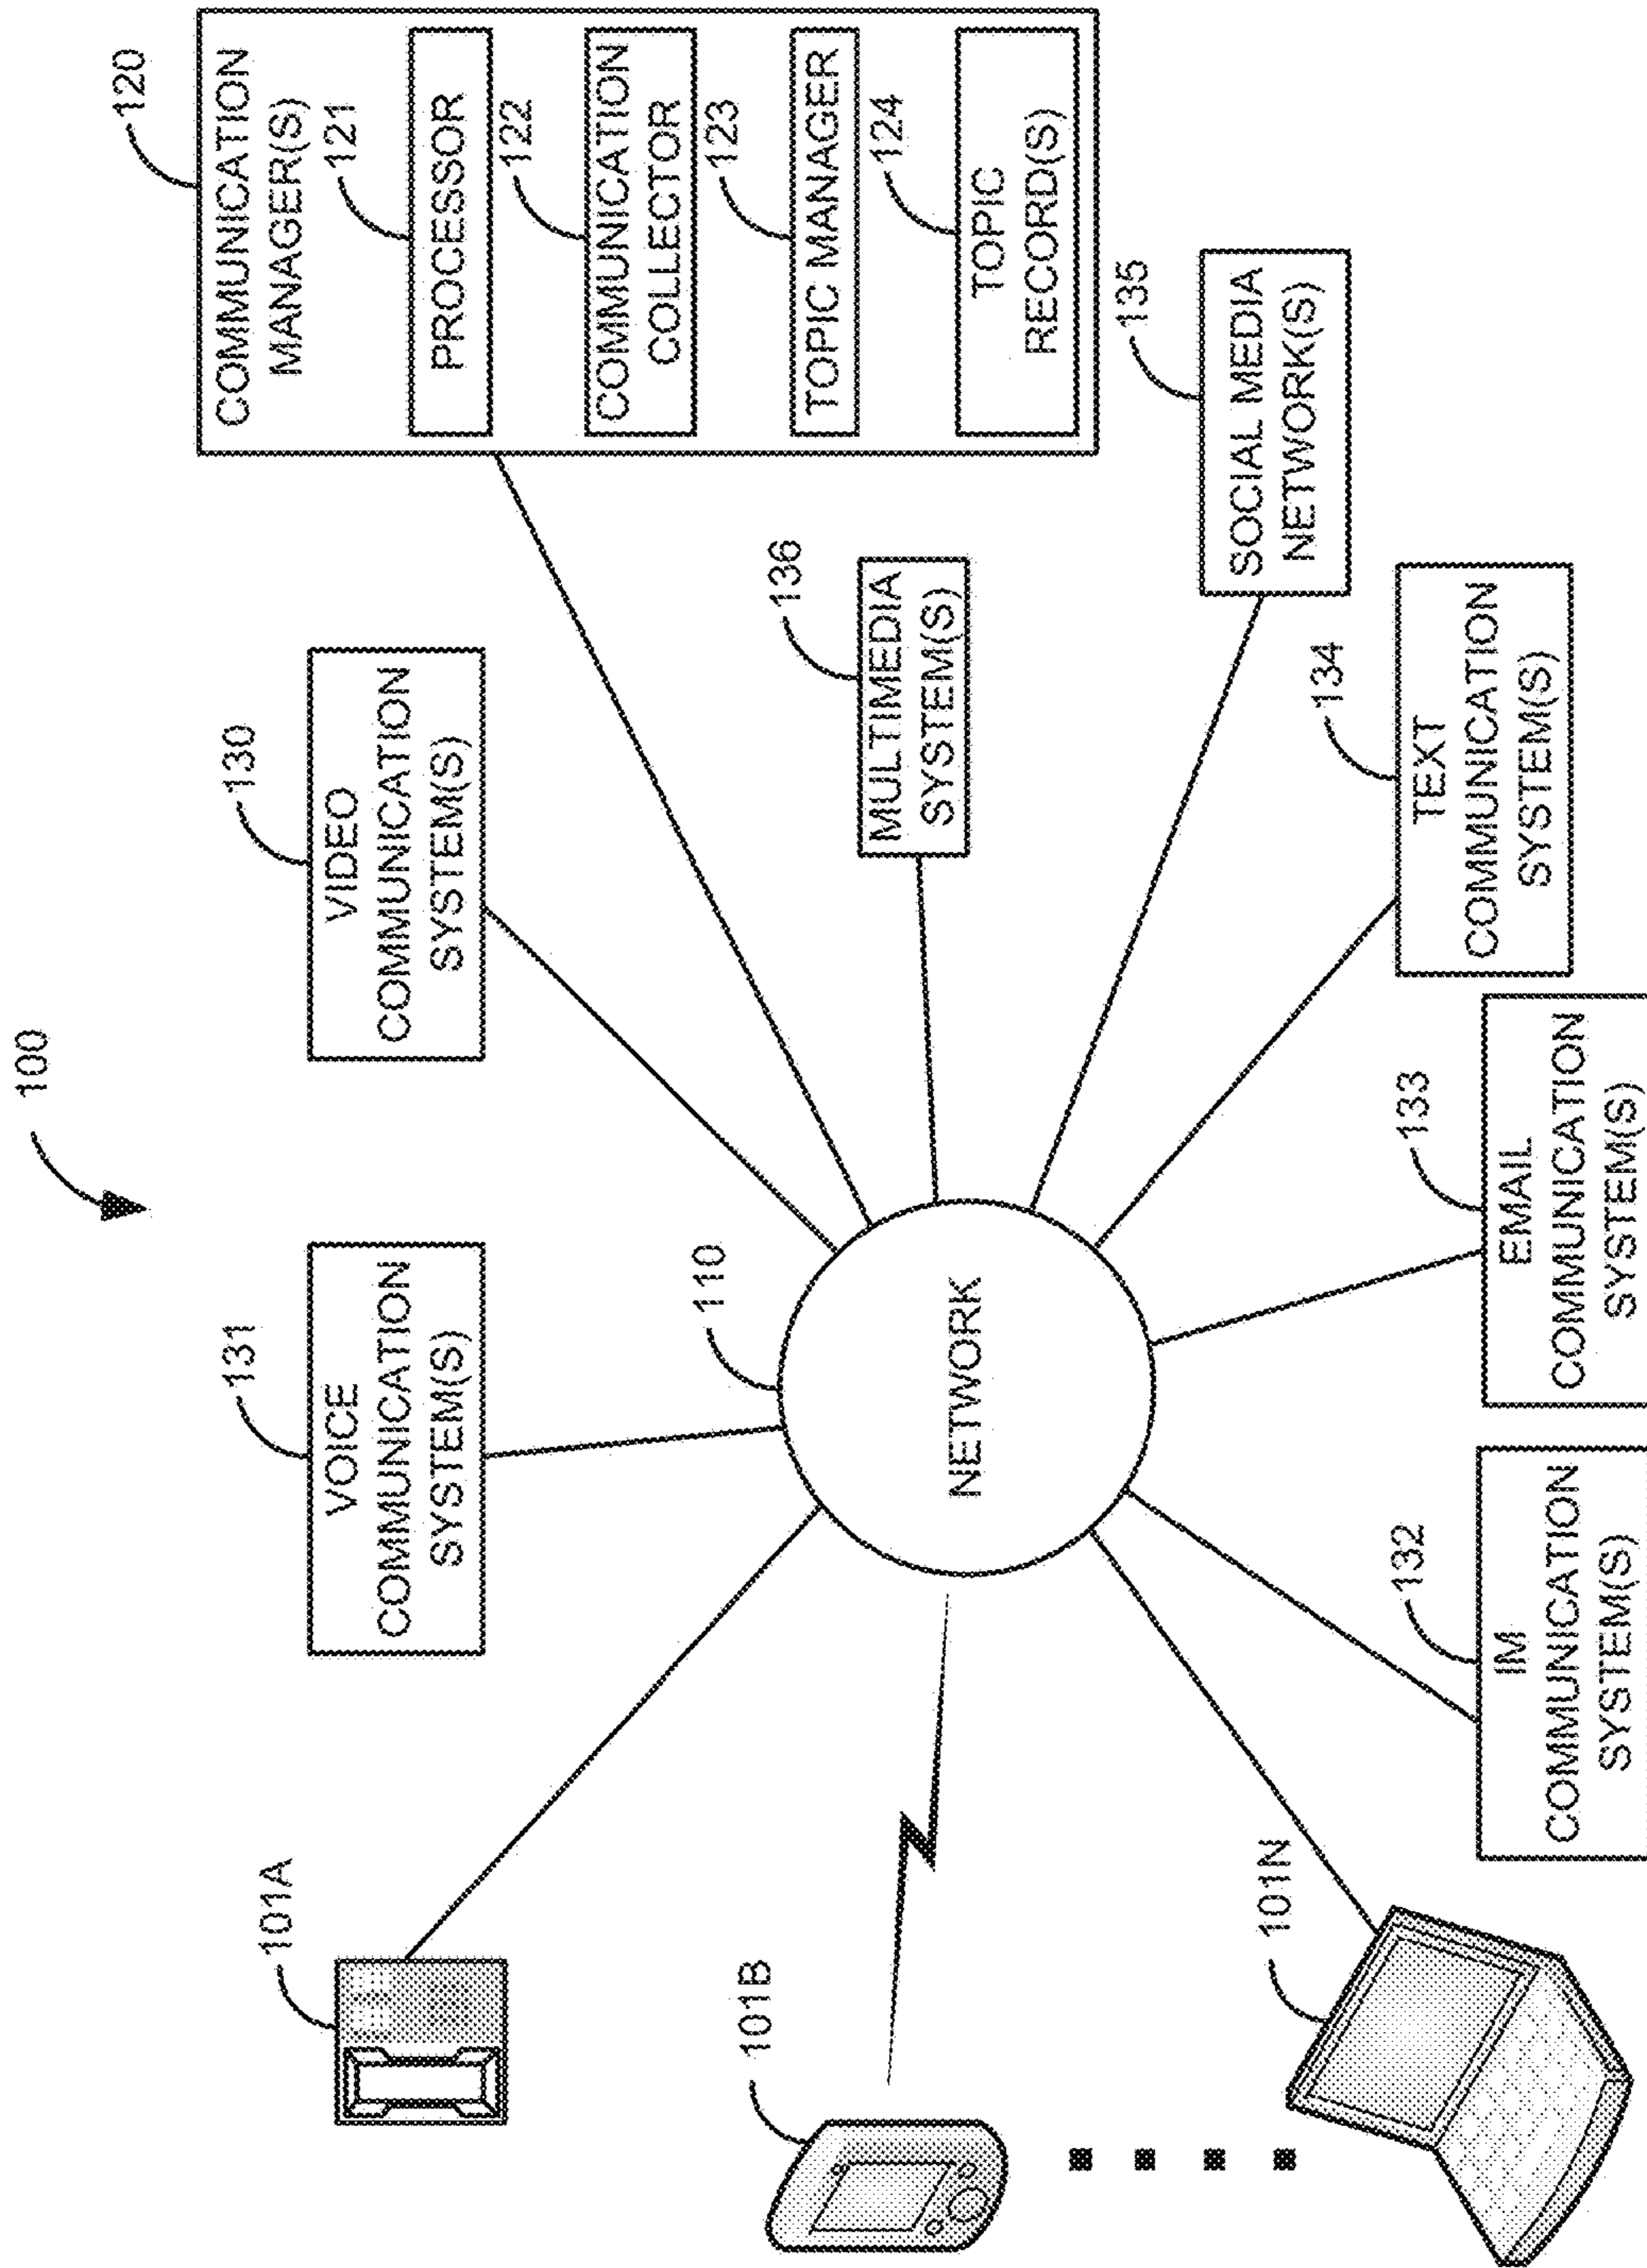 100
101A
101B
101N
VOICE
COMMUNICATION
SYSTEM(S)
131
VIDEO
COMMUNICATION
SYSTEM(S)
130
110
NETWORK
COMMUNICATION
MANAGER(S)
120
121
PROCESSOR
122
COMMUNICATION
COLLECTOR
123
TOPIC MANAGER
124
TOPIC
RECORD(S)
MULTIMEDIA
SYSTEM(S)
136
135
SOCIAL MEDIA
NETWORK(S)
IM
COMMUNICATION
SYSTEM(S)
132
EMAIL
COMMUNICATION
SYSTEM(S)
133
TEXT
COMMUNICATION
SYSTEM(S)
134